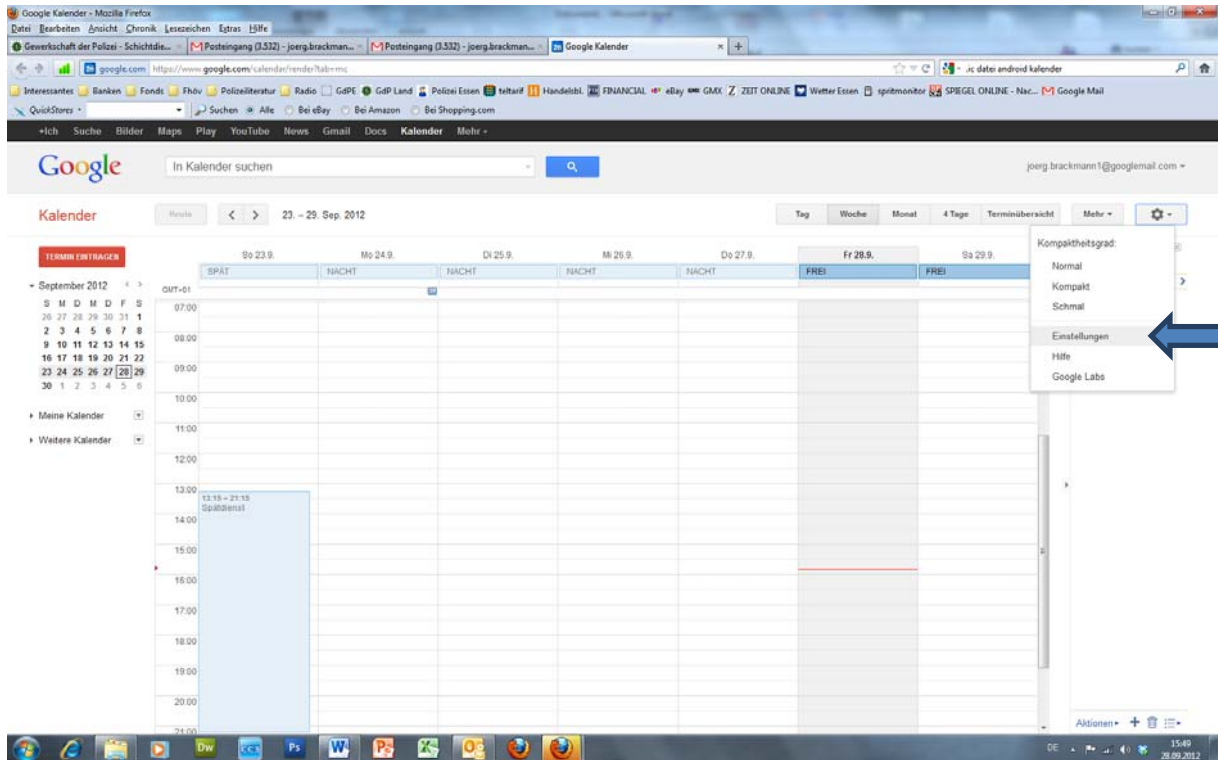 Google Kalender - Mozilla Firefox
Datei Bearbeiten Ansicht Chronik Lesezeichen Extras Hilfe
Gewerkschaft der Polizei - Schichtdie... Posteingang (3.532) - joerg.brackman... Posteingang (3.532) - joerg.brackman... Google Kalender
google.com https://www.google.com/calendar/render?tab=mc .ic datei android kalender
Interessantes Banken Fonds Fhöv Polizeiliteratur Radio GdPE GdP Land Polizei Essen teltarif Handelsbl. FINANCIAL eBay GMX ZEIT ONLINE Wetter Essen spritmonitor SPIEGEL ONLINE - Nac... Google Mail
QuickStores Suchen Alle Bei eBay Bei Amazon Bei Shopping.com
+Ich Suche Bilder Maps Play YouTube News Gmail Docs Kalender Mehr
Google In Kalender suchen joerg.brackmann1@googlemail.com
Kalender Heute 23. – 29. Sep. 2012 Tag Woche Monat 4 Tage Terminübersicht Mehr
TERMIN EINTRAGEN
So 23.9. Mo 24.9. Di 25.9. Mi 26.9. Do 27.9. Fr 28.9. Sa 29.9.
SPÄT NACHT NACHT NACHT NACHT FREI FREI
GMT+01
September 2012
S M D M D F S
26 27 28 29 30 31 1
2 3 4 5 6 7 8
9 10 11 12 13 14 15
16 17 18 19 20 21 22
23 24 25 26 27 28 29
30 1 2 3 4 5 6
Meine Kalender
Weitere Kalender
07:00
08:00
09:00
10:00
11:00
12:00
13:00
13:15 – 21:15
Spätdienst
14:00
15:00
16:00
17:00
18:00
19:00
20:00
21:00
Kompaktheitsgrad:
Normal
Kompakt
Schmal
Einstellungen
Hilfe
Google Labs
Aktionen
Dw CCS Ps W P X O
DE 15:49
28.09.2012